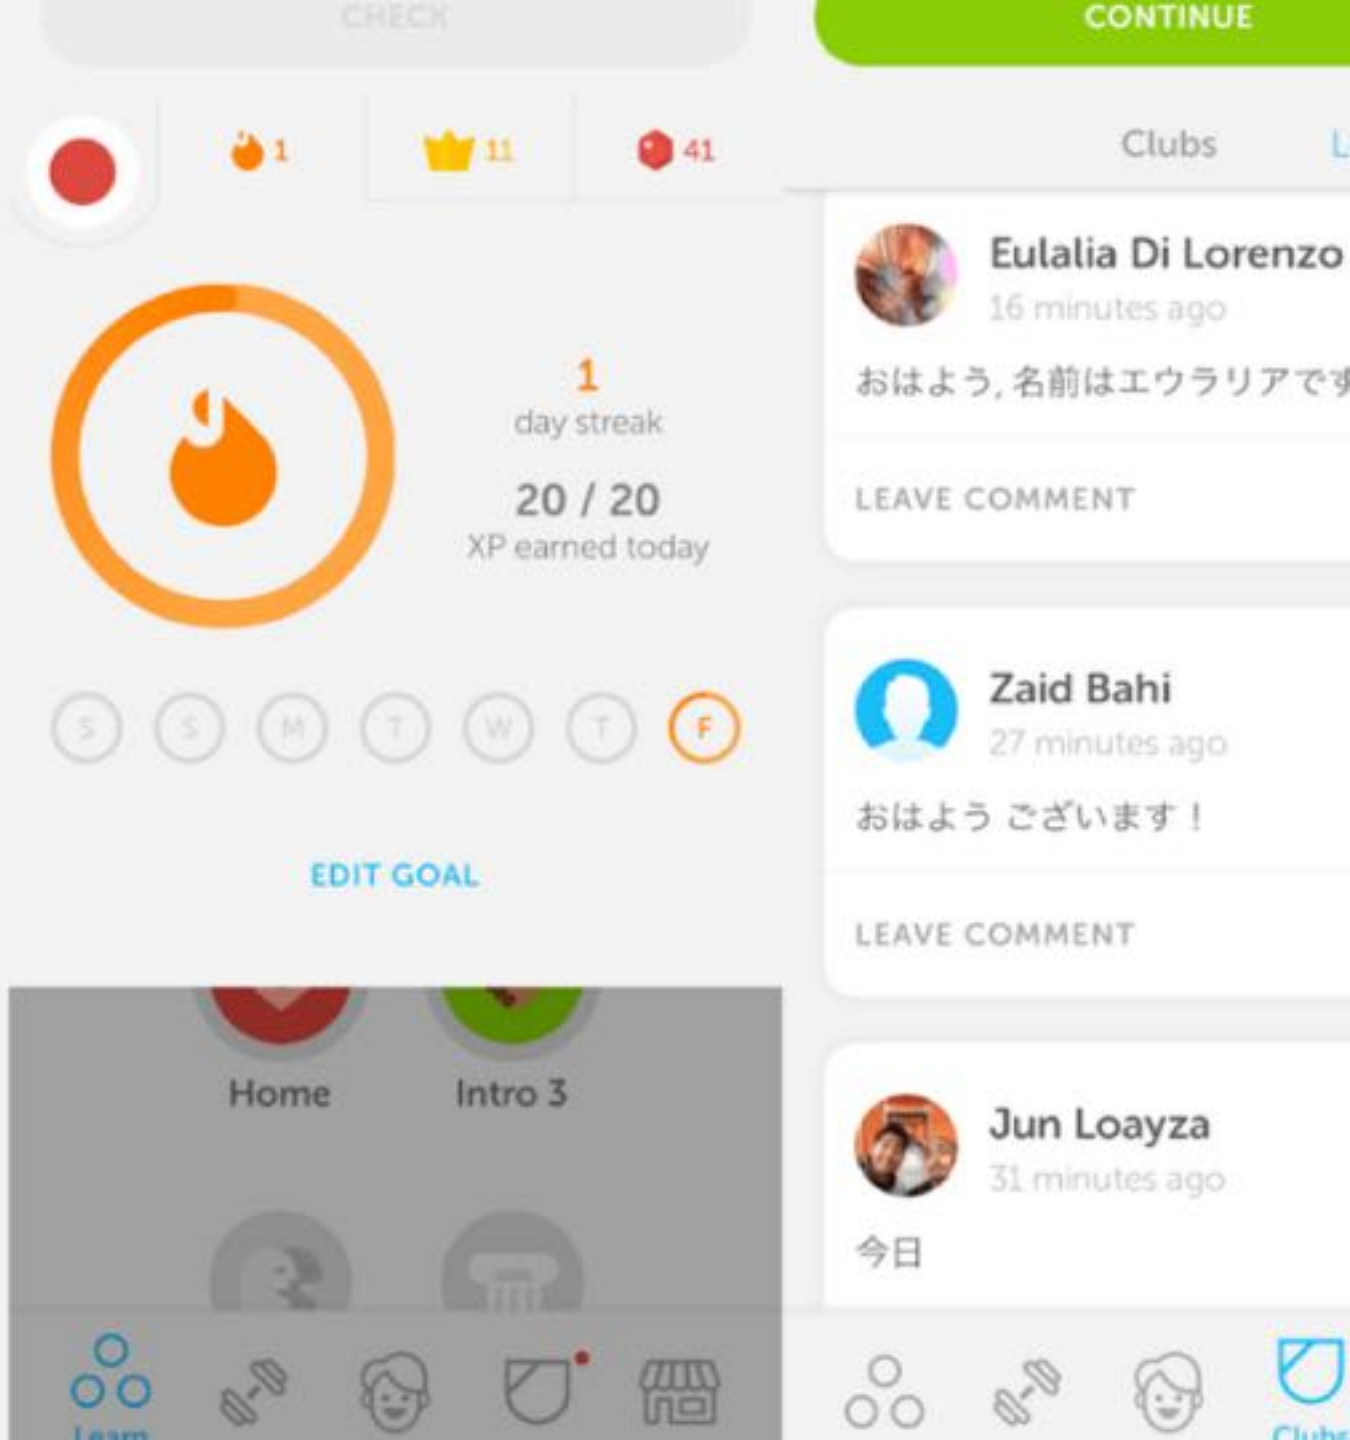 CHECK
1
11
41
1
day streak
20 / 20
XP earned today
S S M T W T F
EDIT GOAL
Home
Intro 3
Learn
CONTINUE
Clubs
Eulalia Di Lorenzo
16 minutes ago
おはよう, 名前はエウラリアです
LEAVE COMMENT
Zaid Bahi
27 minutes ago
おはよう ございます！
LEAVE COMMENT
Jun Loayza
31 minutes ago
今日
Clubs